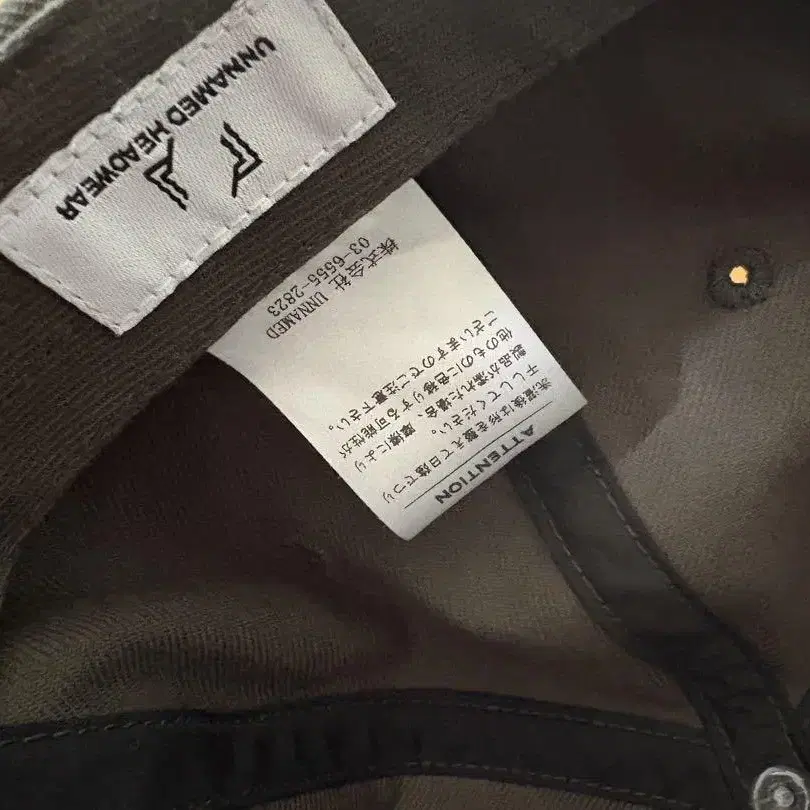 UNNAMED HEADWEAR
ATTENTION
洗濯後は形を整えて日陰でつり
干ししてください。
製品が濡れた場合、摩擦により
他のものに色移りする可能性が
ございますのでご注意下さい。
株式会社 UNNAMED
03-6555-2823